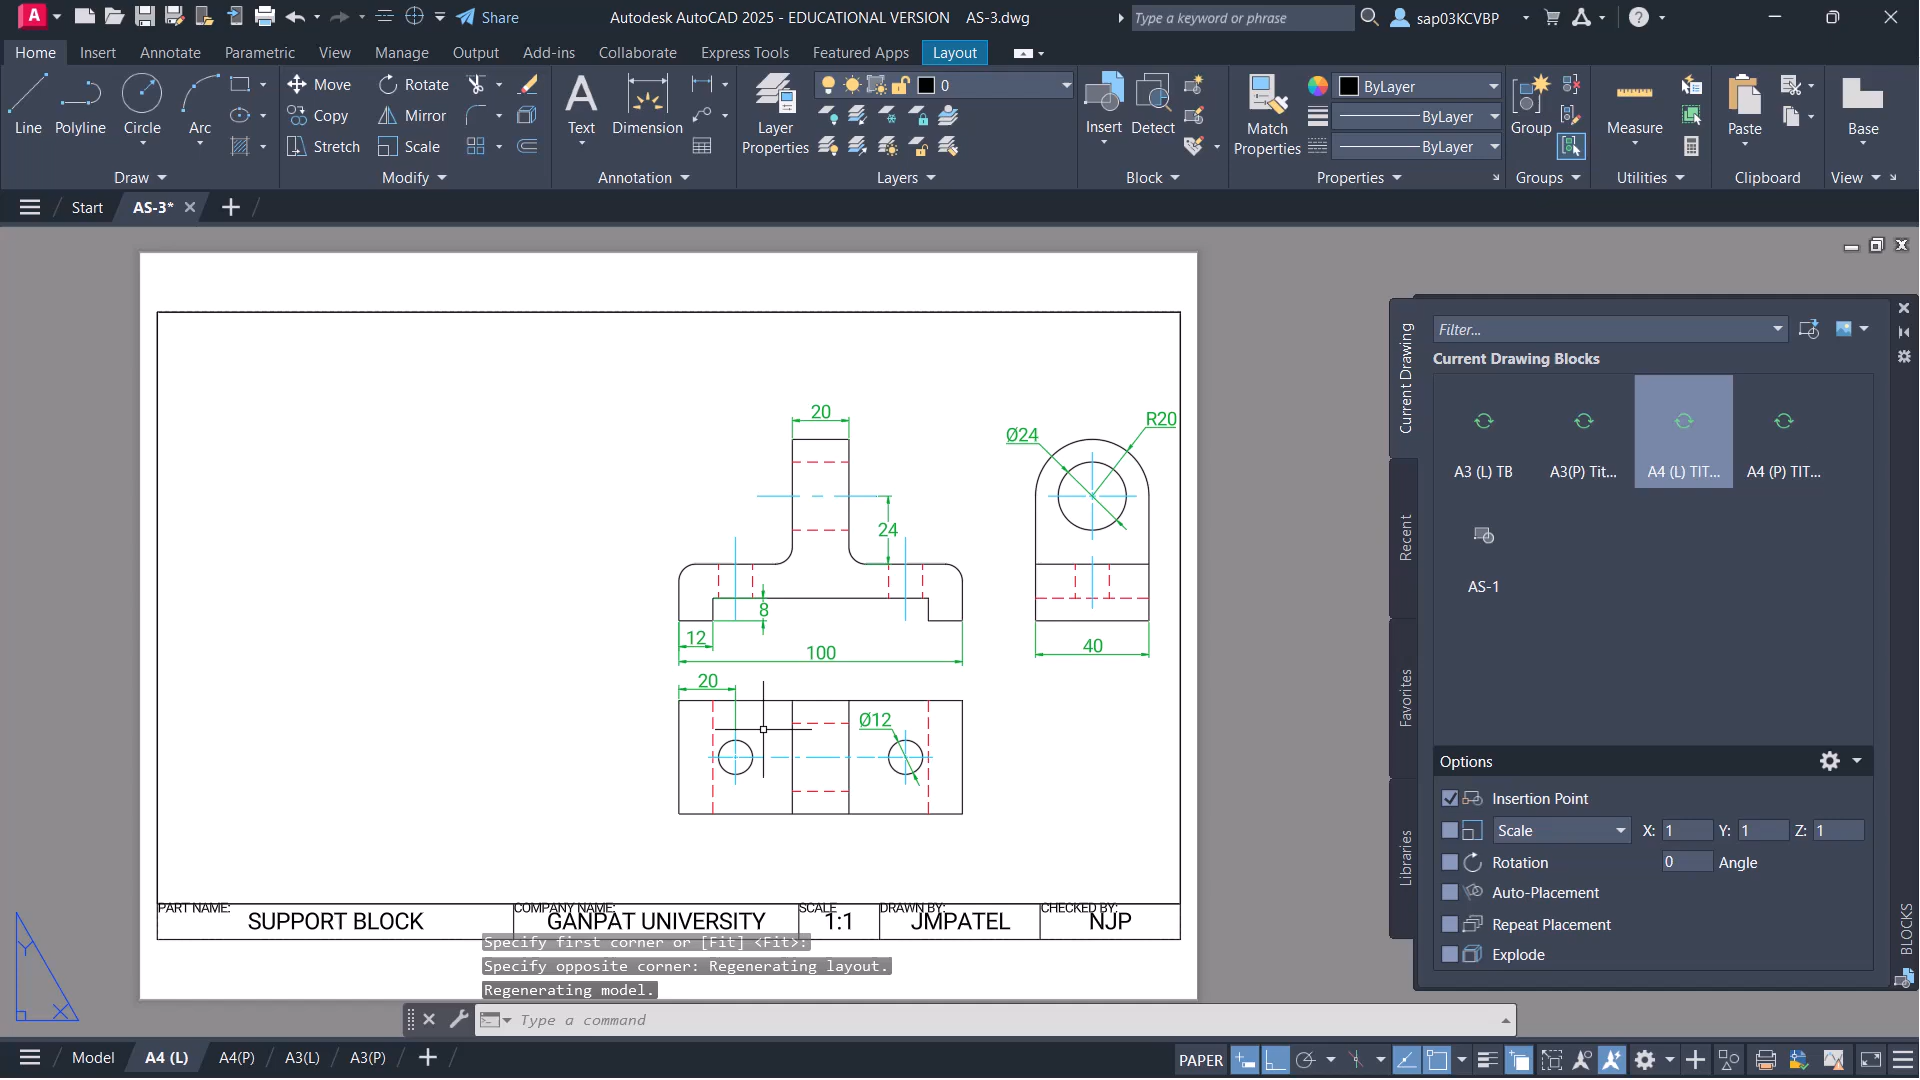 A
Share
Autodesk AutoCAD 2025 - EDUCATIONAL VERSION AS-3.dwg
Type a keyword or phrase
sap03KCVBP
?
Home Insert Annotate Parametric View Manage Output Add-ins Collaborate Express Tools Featured Apps Layout
Line Polyline Circle Arc
Move Rotate
Copy Mirror
Stretch Scale
A
Text Dimension
Layer Properties
0
Insert Detect
Match Properties
ByLayer
ByLayer
ByLayer
Group
Measure
Paste
Base
Draw Modify Annotation Layers Block Properties Groups Utilities Clipboard View
Start AS-3*
20
24
8
12
100
Ø24
R20
40
20
Ø12
PART NAME: SUPPORT BLOCK
COMPANY NAME: GANPAT UNIVERSITY
SCALE 1:1
DRAWN BY: JMPATEL
CHECKED BY: NJP
Y
X
Specify first corner or [Fit] <Fit>:
Specify opposite corner: Regenerating layout.
Regenerating model.
Type a command
Current Drawing
Recent
Favorites
Libraries
Filter...
Current Drawing Blocks
A3 (L) TB A3(P) Tit... A4 (L) TIT... A4 (P) TIT...
AS-1
Options
Insertion Point
Scale X: 1 Y: 1 Z: 1
Rotation 0 Angle
Auto-Placement
Repeat Placement
Explode
BLOCKS
Model A4 (L) A4(P) A3(L) A3(P)
PAPER